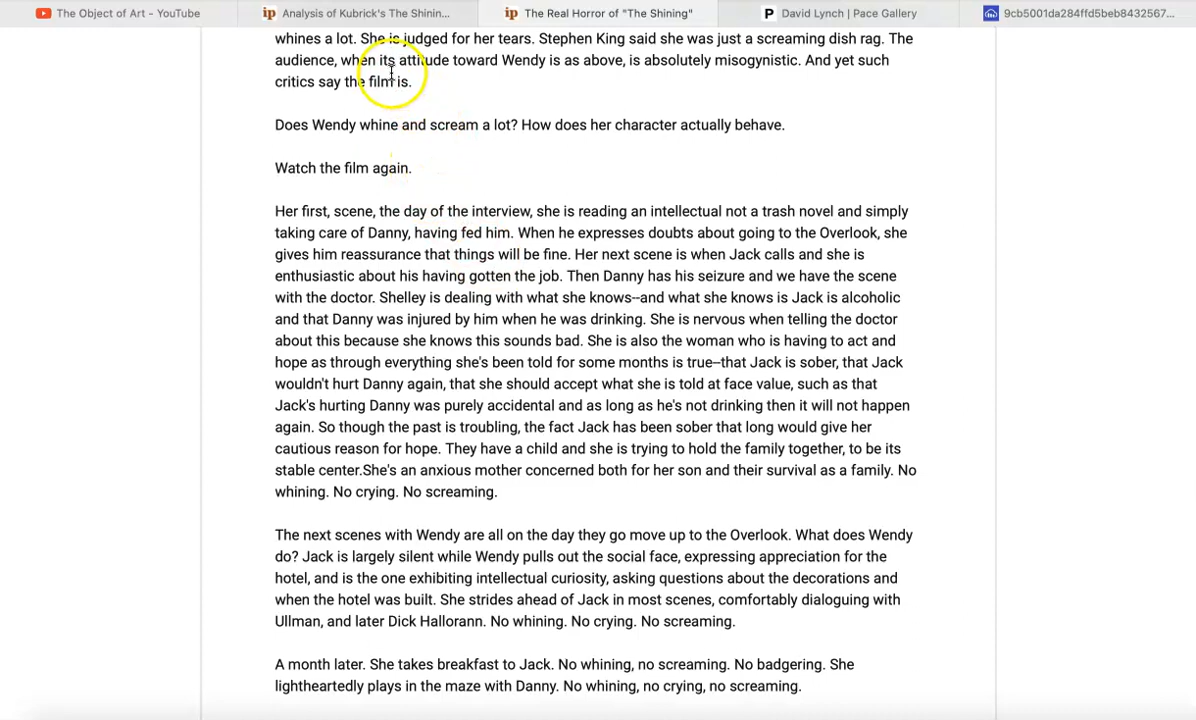 The Object of Art - YouTube
Analysis of Kubrick's The Shinin...
The Real Horror of "The Shining"
David Lynch | Pace Gallery
9cb5001da284ffd5beb8432567...
whines a lot. She is judged for her tears. Stephen King said she was just a screaming dish rag. The
audience, when its attitude toward Wendy is as above, is absolutely misogynistic. And yet such
critics say the film is.
Does Wendy whine and scream a lot? How does her character actually behave.
Watch the film again.
Her first, scene, the day of the interview, she is reading an intellectual not a trash novel and simply
taking care of Danny, having fed him. When he expresses doubts about going to the Overlook, she
gives him reassurance that things will be fine. Her next scene is when Jack calls and she is
enthusiastic about his having gotten the job. Then Danny has his seizure and we have the scene
with the doctor. Shelley is dealing with what she knows--and what she knows is Jack is alcoholic
and that Danny was injured by him when he was drinking. She is nervous when telling the doctor
about this because she knows this sounds bad. She is also the woman who is having to act and
hope as through everything she's been told for some months is true--that Jack is sober, that Jack
wouldn't hurt Danny again, that she should accept what she is told at face value, such as that
Jack's hurting Danny was purely accidental and as long as he's not drinking then it will not happen
again. So though the past is troubling, the fact Jack has been sober that long would give her
cautious reason for hope. They have a child and she is trying to hold the family together, to be its
stable center.She's an anxious mother concerned both for her son and their survival as a family. No
whining. No crying. No screaming.
The next scenes with Wendy are all on the day they go move up to the Overlook. What does Wendy
do? Jack is largely silent while Wendy pulls out the social face, expressing appreciation for the
hotel, and is the one exhibiting intellectual curiosity, asking questions about the decorations and
when the hotel was built. She strides ahead of Jack in most scenes, comfortably dialoguing with
Ullman, and later Dick Hallorann. No whining. No crying. No screaming.
A month later. She takes breakfast to Jack. No whining, no screaming. No badgering. She
lightheartedly plays in the maze with Danny. No whining, no crying, no screaming.